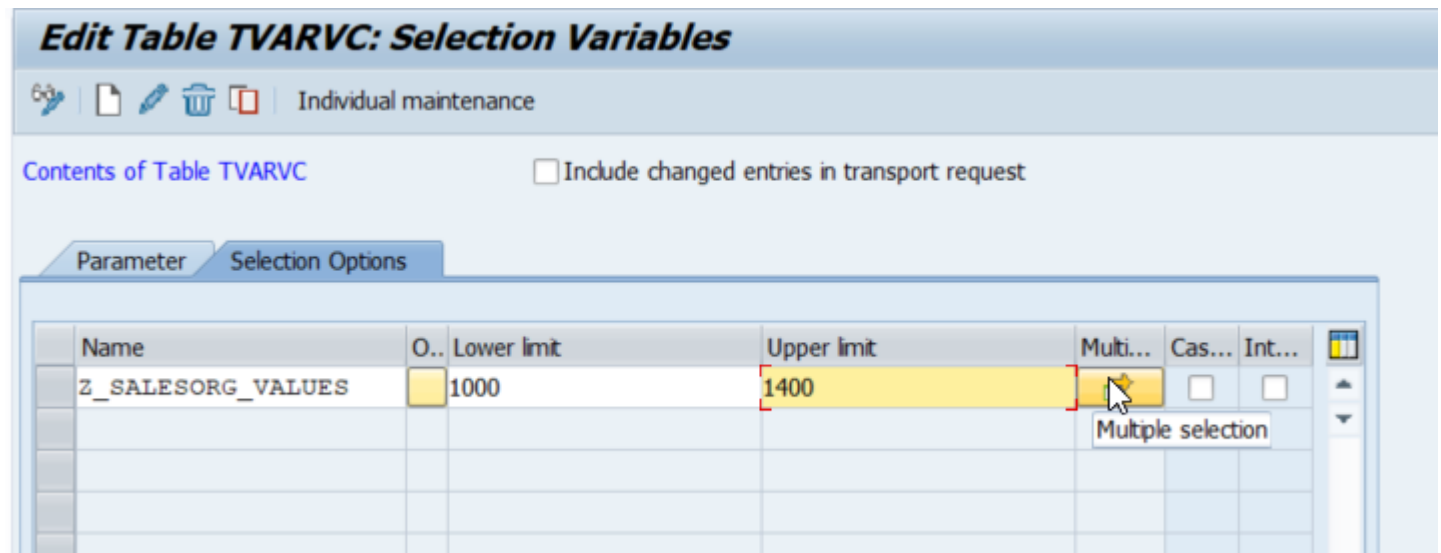 Edit Table TVARVC: Selection Variables
Individual maintenance
Contents of Table TVARVC Include changed entries in transport request
Parameter Selection Options
Name O.. Lower limit Upper limit Multi... Cas... Int...
Z_SALESORG_VALUES 1000 1400
Multiple selection